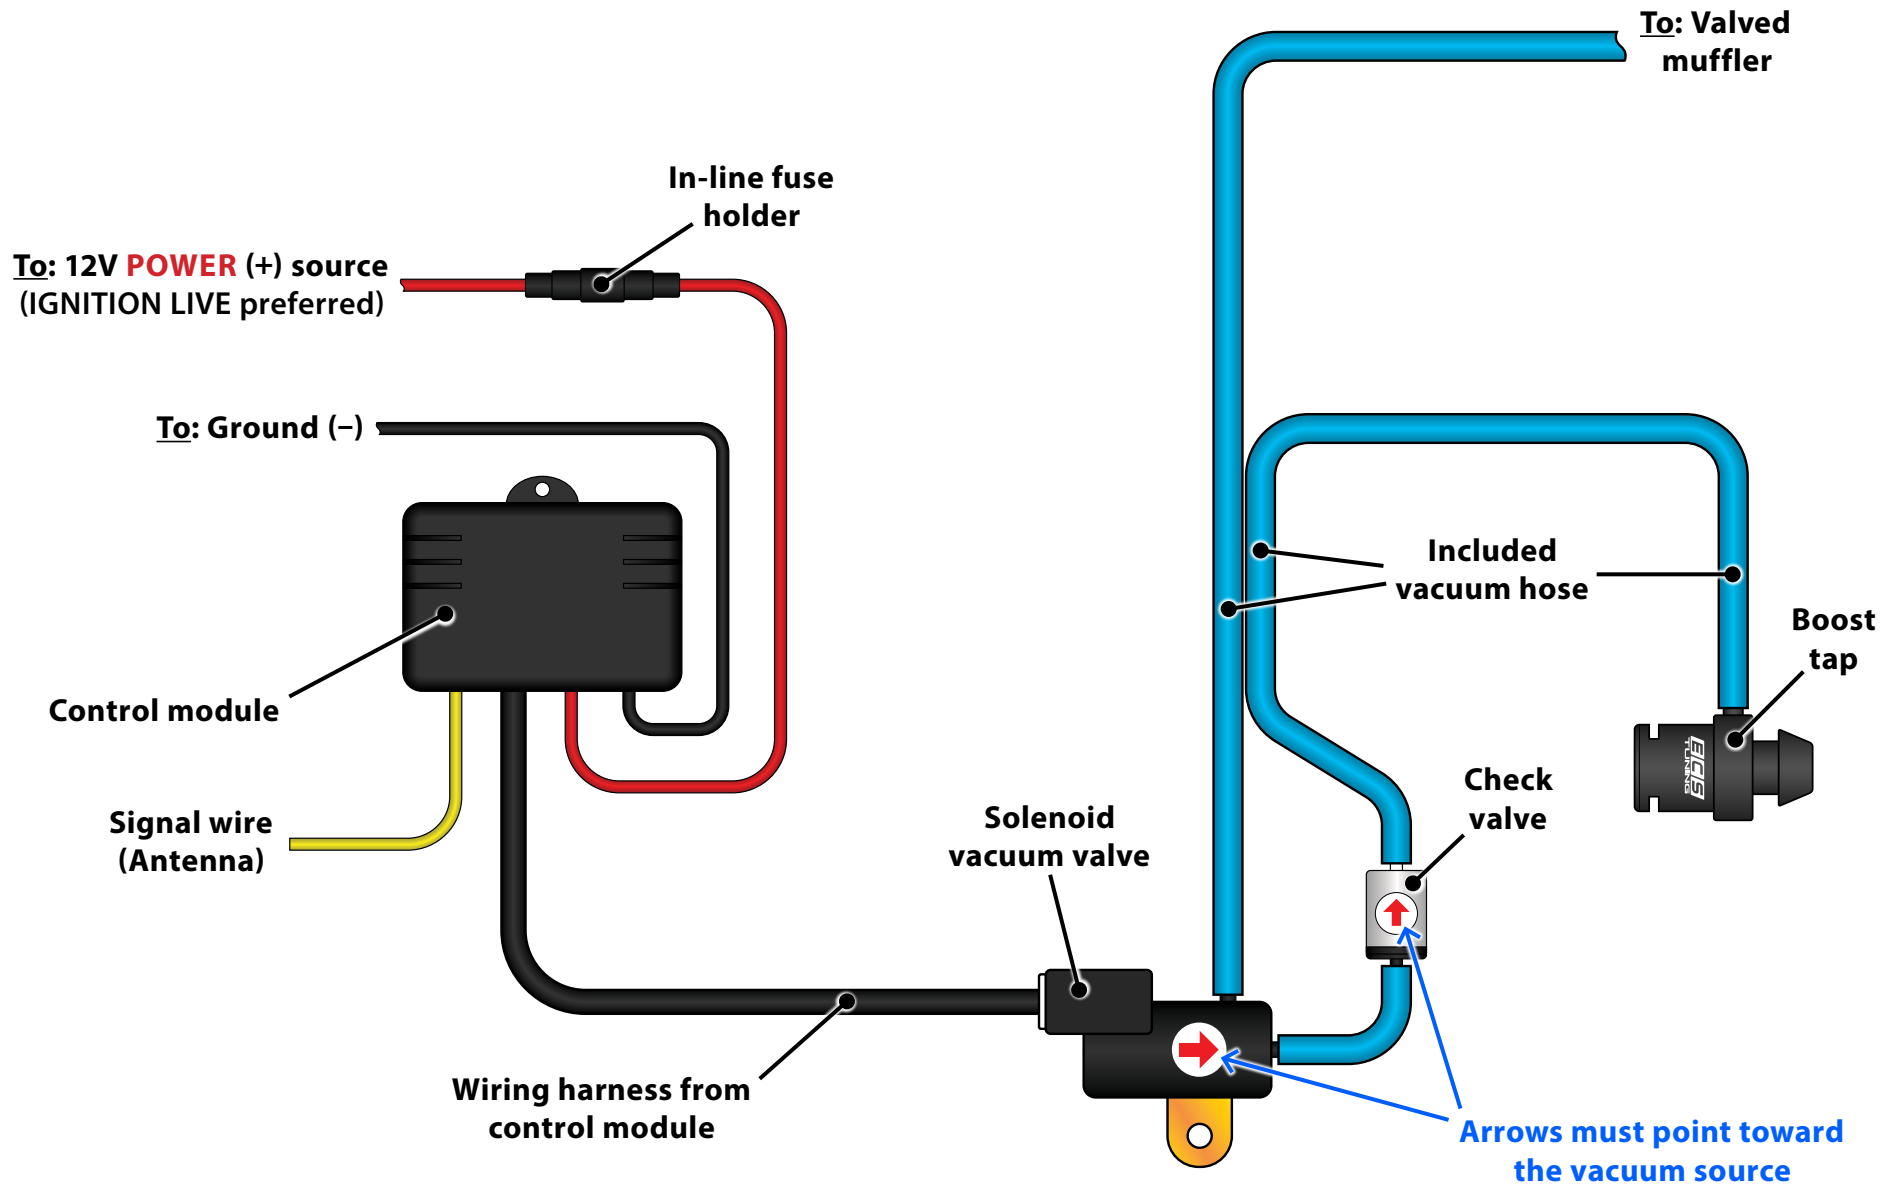 To: Valved
muffler
In-line fuse
holder
To: 12V POWER (+) source
(IGNITION LIVE preferred)
To: Ground (–)
Included
vacuum hose
Boost
tap
ECS
TUNING
Control module
Check
valve
Signal wire
(Antenna)
Solenoid
vacuum valve
Wiring harness from
control module
Arrows must point toward
the vacuum source